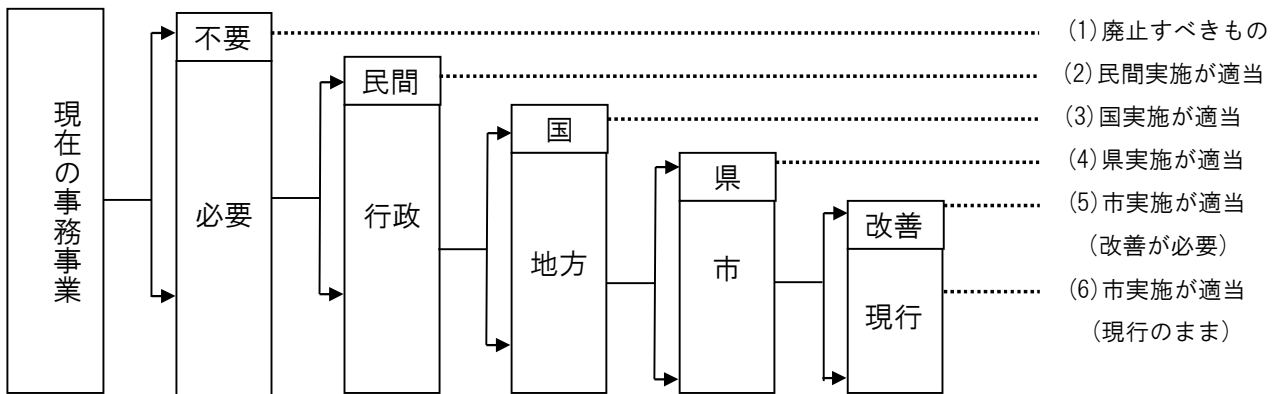 現在の事務事業
不要
必要
民間
行政
国
地方
県
市
改善
現行
(1)廃止すべきもの
(2)民間実施が適当
(3)国実施が適当
(4)県実施が適当
(5)市実施が適当
(改善が必要)
(6)市実施が適当
(現行のまま)